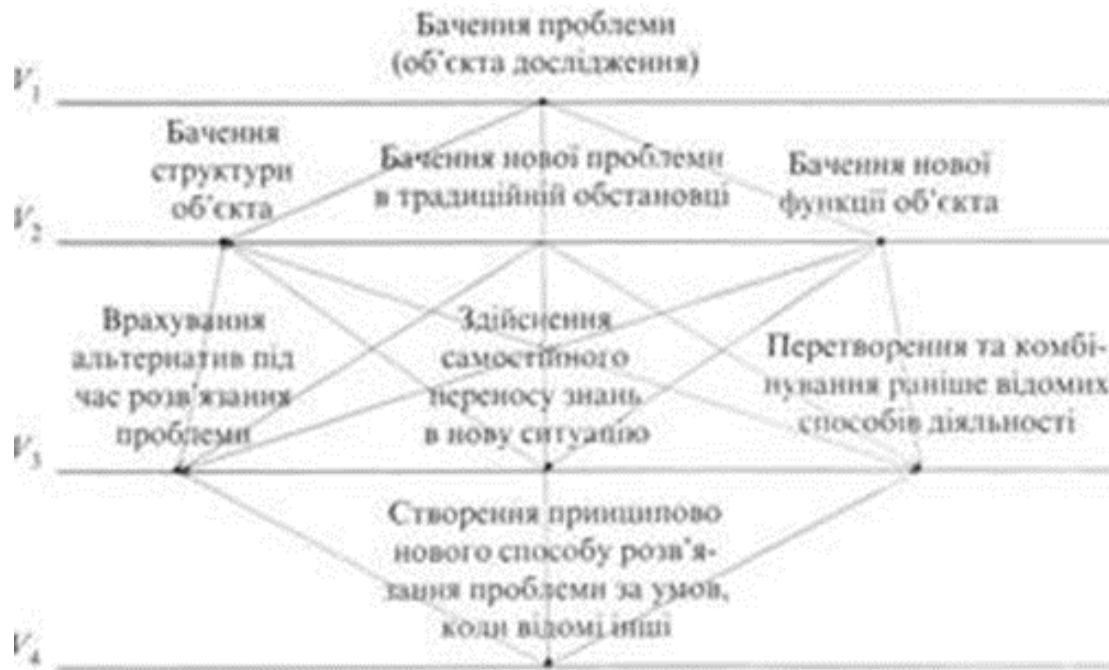 Бачення проблеми
(об'єкта дослідження)
V1
Бачення
структури
об'єкта
Бачення нової проблеми
в традиційній обстановці
Бачення нової
функції об'єкта
V2
Врахування
альтернатив під
час розв'язання
проблеми
Здійснення
самостійного
переносу знань
в нову ситуацію
Перетворення та комбі-
нування раніше відомих
способів діяльності
V3
Створення принципово
нового способу розв'я-
зання проблеми за умов,
коли відомі інші
V4